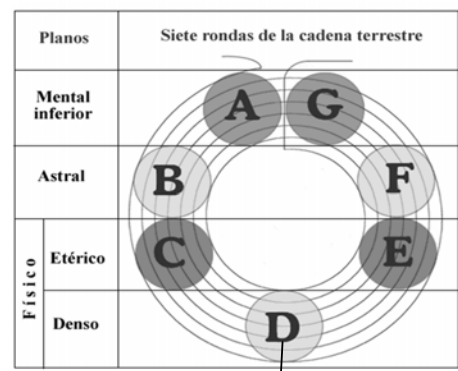 Planos
Siete rondas de la cadena terrestre
Mental
inferior
A
G
Astral
B
F
Físico
Etérico
C
E
Denso
D